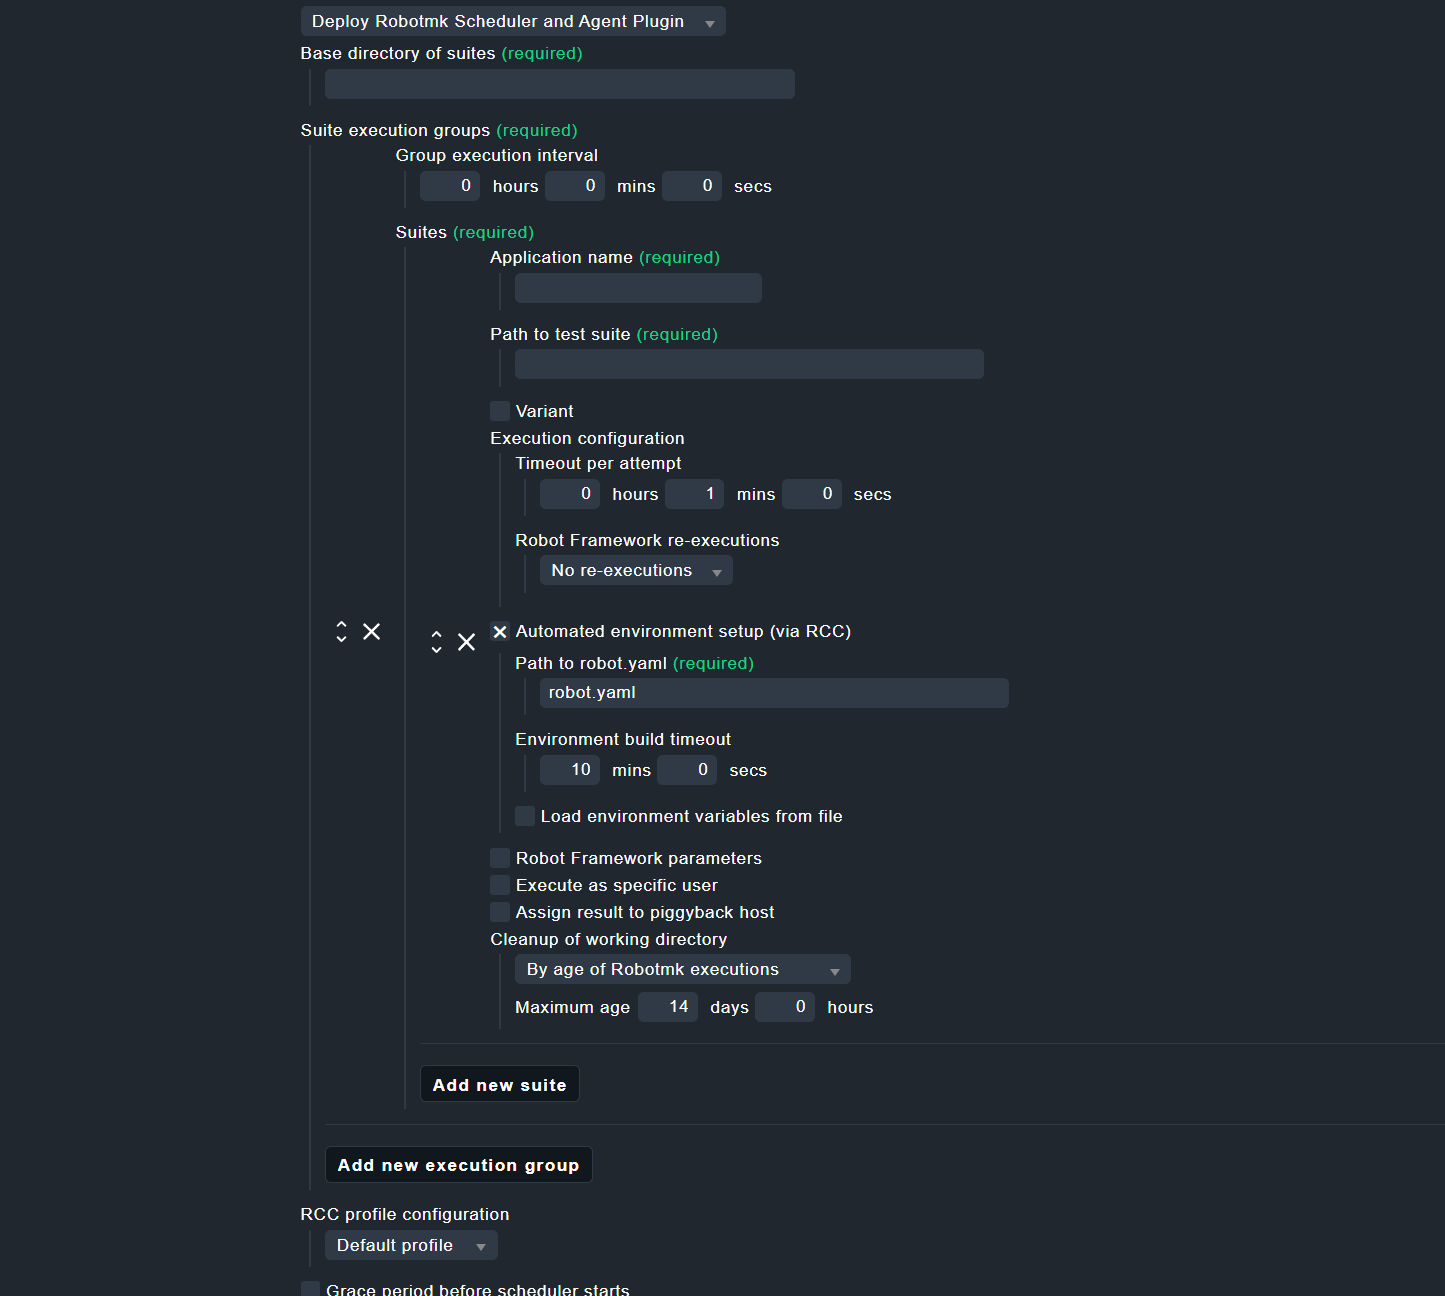 Deploy Robotmk Scheduler and Agent Plugin
Base directory of suites (required)
Suite execution groups (required)
Group execution interval
0 hours 0 mins 0 secs
Suites (required)
Application name (required)
Path to test suite (required)
Variant
Execution configuration
Timeout per attempt
0 hours 1 mins 0 secs
Robot Framework re-executions
No re-executions
Automated environment setup (via RCC)
Path to robot.yaml (required)
robot.yaml
Environment build timeout
10 mins 0 secs
Load environment variables from file
Robot Framework parameters
Execute as specific user
Assign result to piggyback host
Cleanup of working directory
By age of Robotmk executions
Maximum age 14 days 0 hours
Add new suite
Add new execution group
RCC profile configuration
Default profile
Grace period before scheduler starts